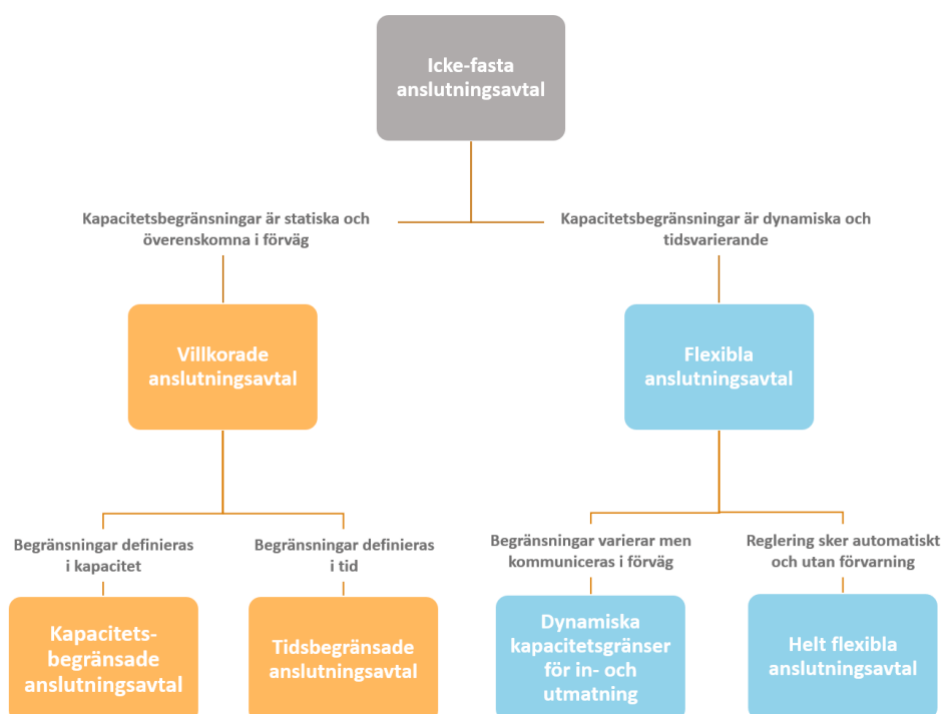 Icke-fasta
anslutningsavtal
Kapacitetsbegränsningar är statiska och
överenskomna i förväg
Kapacitetsbegränsningar är dynamiska och
tidsvarierande
Villkorade
anslutningsavtal
Flexibla
anslutningsavtal
Begränsningar definieras
i kapacitet
Begränsningar definieras
i tid
Begränsningar varierar men
kommuniceras i förväg
Reglering sker automatiskt
och utan förvarning
Kapacitets-
begränsade
anslutningsavtal
Tidsbegränsade
anslutningsavtal
Dynamiska
kapacitetsgränser
för in- och
utmatning
Helt flexibla
anslutningsavtal